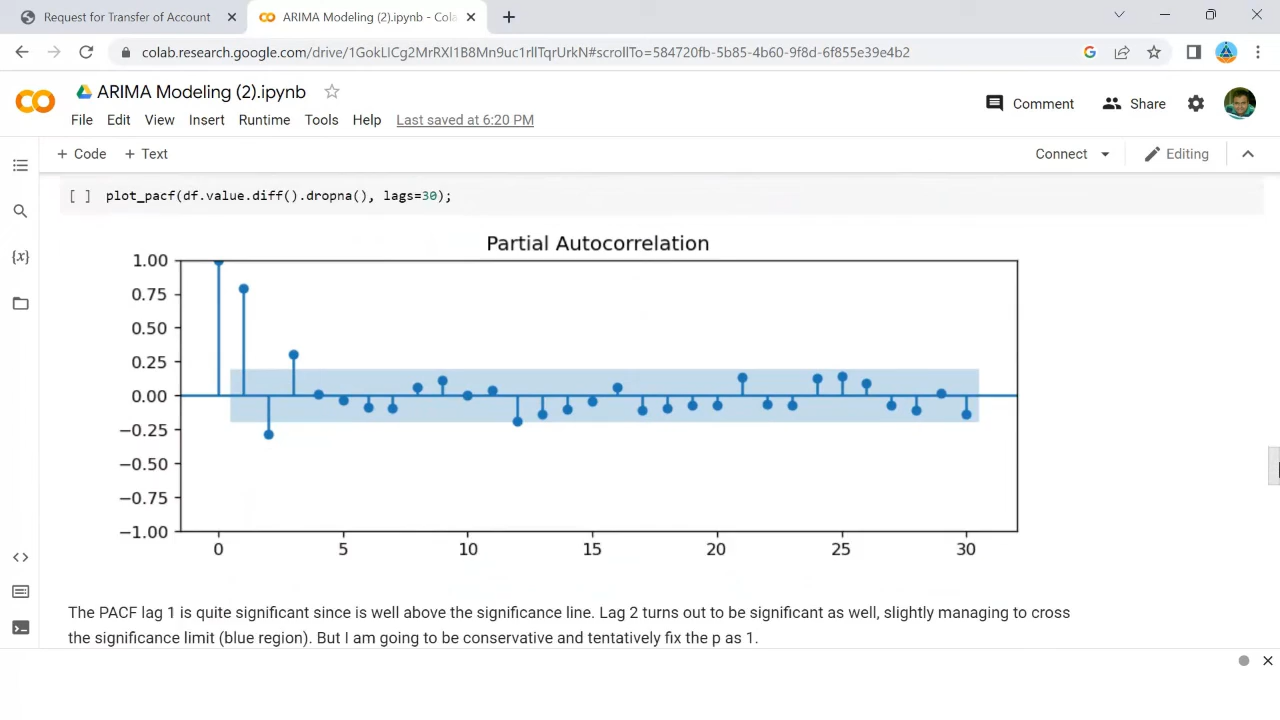 Request for Transfer of Account
ARIMA Modeling (2).ipynb - Cola
colab.research.google.com/drive/1GokLlCg2MrRXl1B8Mn9uc1rlITqrUrkN#scrollTo=584720fb-5b85-4b60-9f8d-6f855e39e4b2
ARIMA Modeling (2).ipynb
Comment
Share
File Edit View Insert Runtime Tools Help Last saved at 6:20 PM
+ Code + Text
Connect
Editing
[ ] plot_pacf(df.value.diff().dropna(), lags=30);
{x}
Partial Autocorrelation
1.00
0.75
0.50
0.25
0.00
−0.25
−0.50
−0.75
−1.00
0 5 10 15 20 25 30
The PACF lag 1 is quite significant since is well above the significance line. Lag 2 turns out to be significant as well, slightly managing to cross
the significance limit (blue region). But I am going to be conservative and tentatively fix the p as 1.